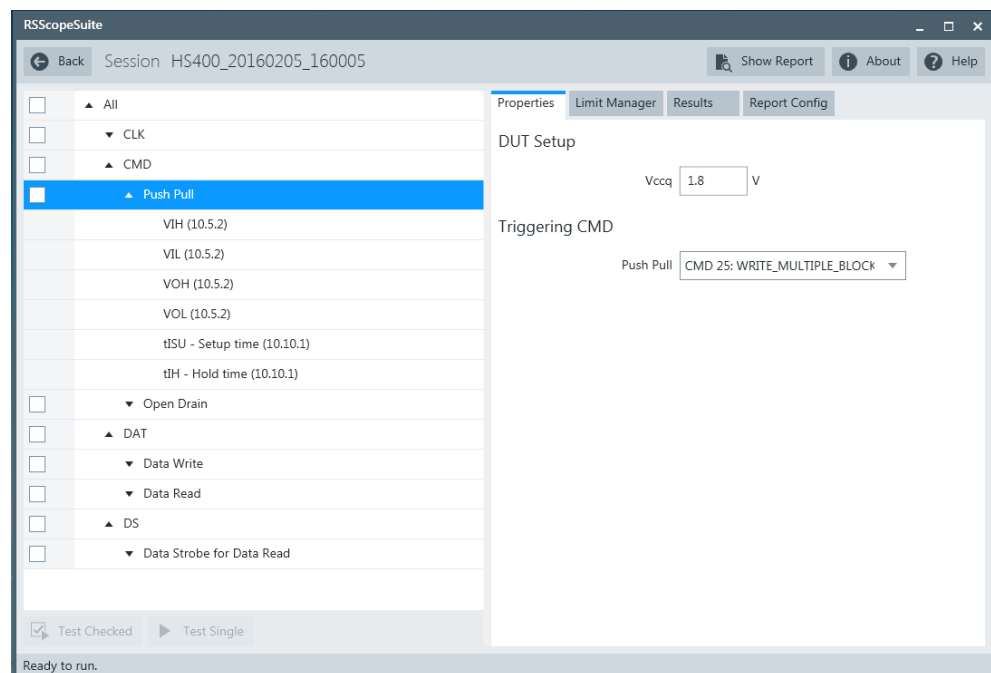 RSScopeSuite
Back Session HS400_20160205_160005 Show Report About Help
All
CLK
CMD
Push Pull
VIH (10.5.2)
VIL (10.5.2)
VOH (10.5.2)
VOL (10.5.2)
tISU - Setup time (10.10.1)
tIH - Hold time (10.10.1)
Open Drain
DAT
Data Write
Data Read
DS
Data Strobe for Data Read
Test Checked Test Single
Properties Limit Manager Results Report Config
DUT Setup
Vccq 1.8 V
Triggering CMD
Push Pull CMD 25: WRITE_MULTIPLE_BLOCK
Ready to run.